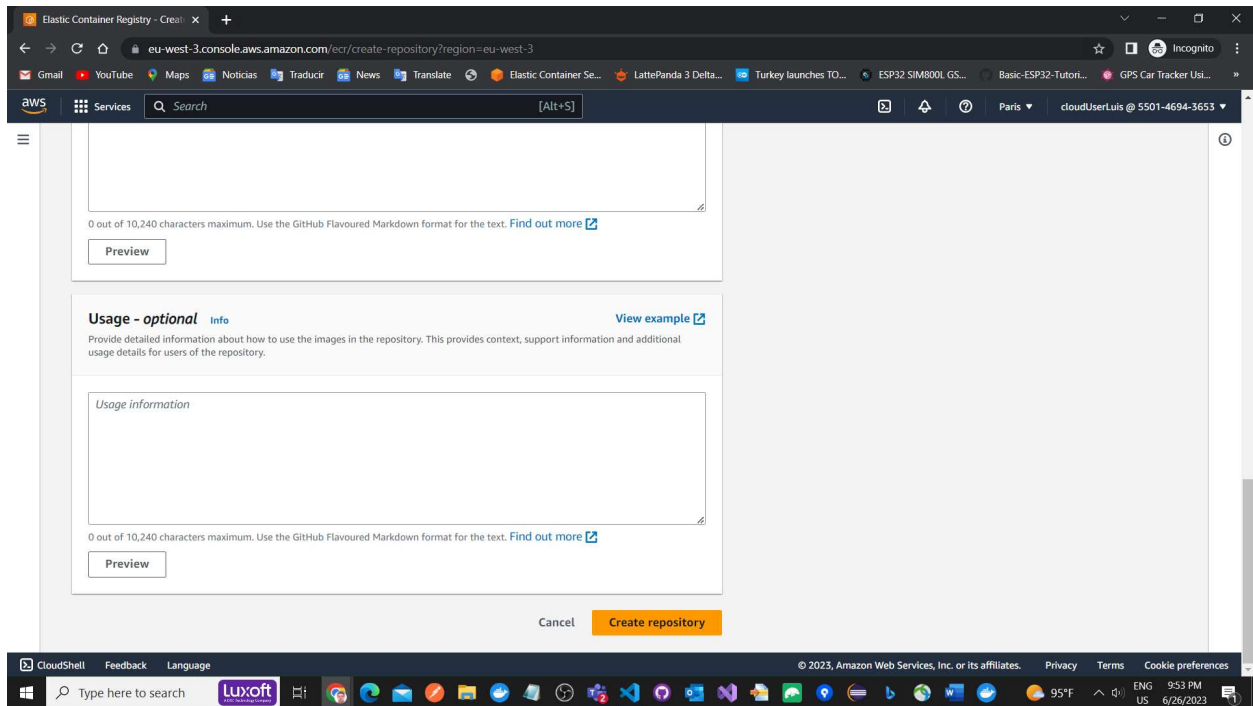 Elastic Container Registry - Creat
eu-west-3.console.aws.amazon.com/ecr/create-repository?region=eu-west-3
Incognito
Gmail YouTube Maps Noticias Traducir News Translate Elastic Container Se... LattePanda 3 Delta... Turkey launches TO... ESP32 SIM800L GS... Basic-ESP32-Tutori... GPS Car Tracker Usi... »
aws Services Search [Alt+S] Paris cloudUserLuis @ 5501-4694-3653
0 out of 10,240 characters maximum. Use the GitHub Flavoured Markdown format for the text. Find out more
Preview
Usage - optional Info View example
Provide detailed information about how to use the images in the repository. This provides context, support information and additional
usage details for users of the repository.
Usage information
0 out of 10,240 characters maximum. Use the GitHub Flavoured Markdown format for the text. Find out more
Preview
Cancel Create repository
CloudShell Feedback Language © 2023, Amazon Web Services, Inc. or its affiliates. Privacy Terms Cookie preferences
Type here to search luxoft 95°F ENG 9:53 PM
US 6/26/2023